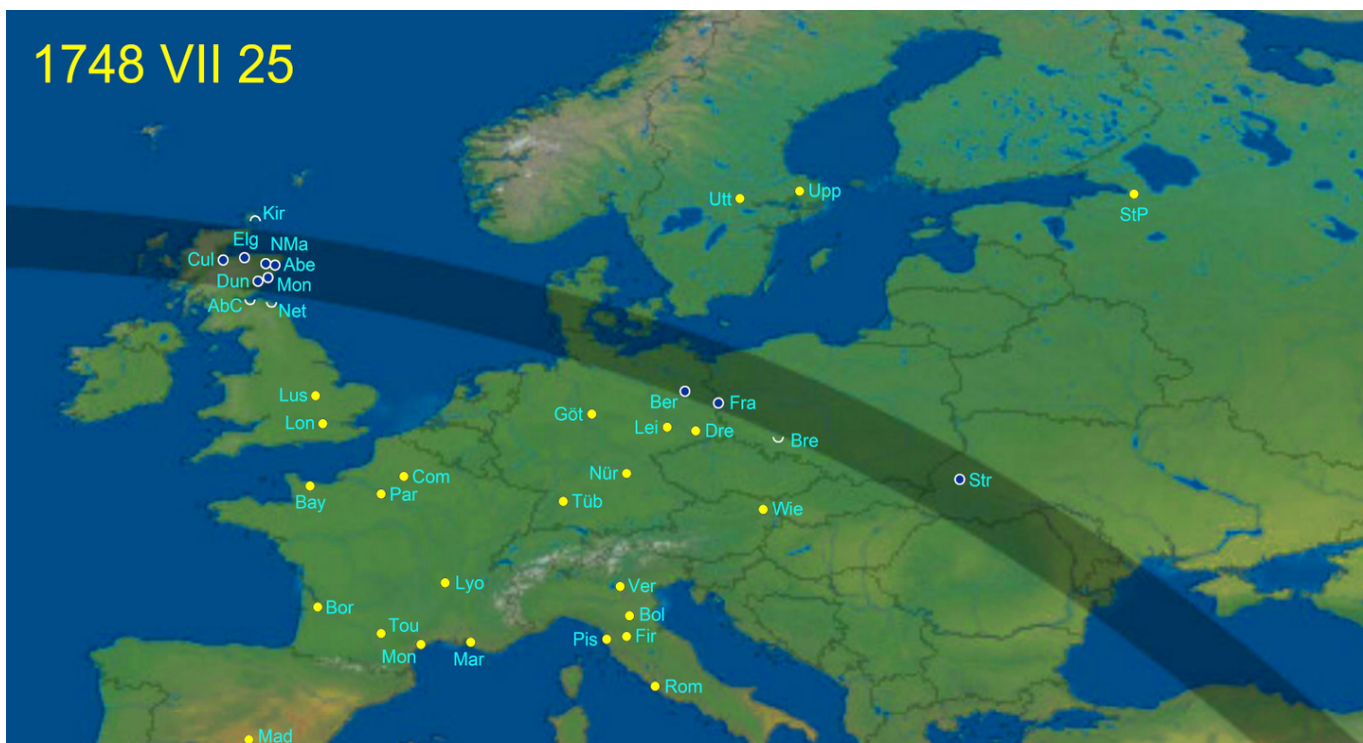 1748 VII 25
Utt
Upp
StP
Kir
Elg
NMa
Cul
Abe
Dun
Mon
AbC
Net
Lus
Lon
Ber
Fra
Göt
Lei
Dre
Bre
Com
Par
Bay
Nür
Tüb
Wie
Str
Lyo
Ver
Bor
Bol
Tou
Mon
Mar
Pis
Fir
Rom
Mad